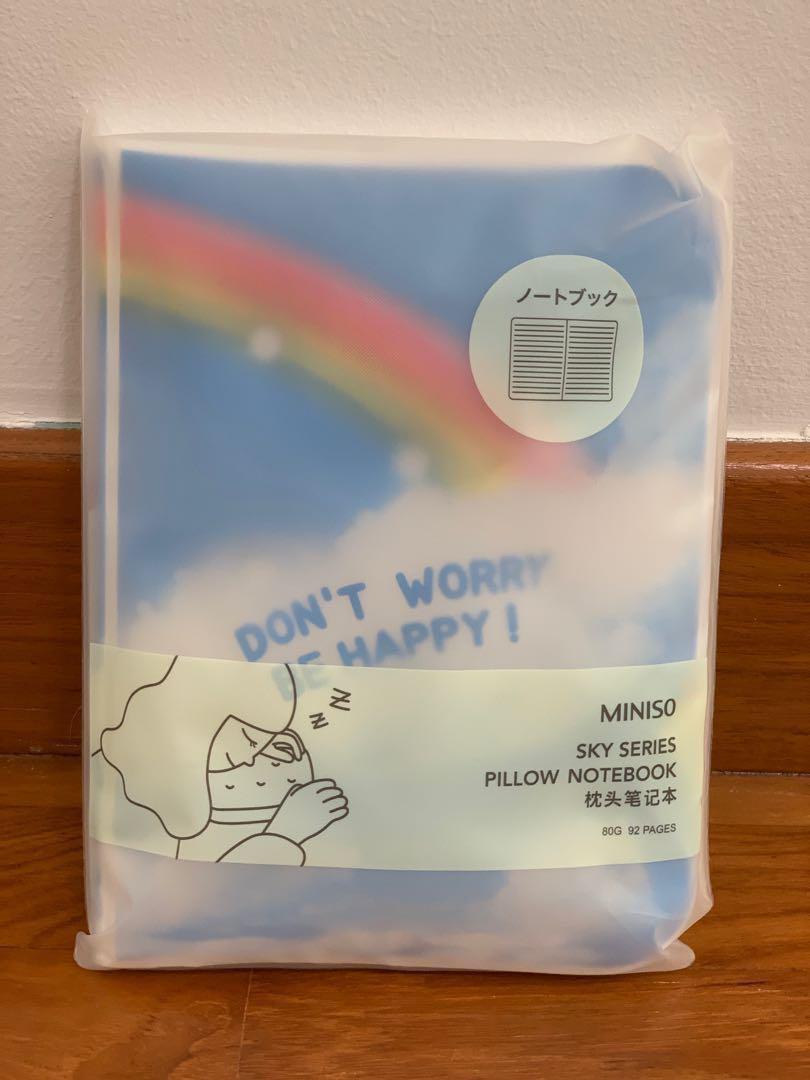 ノートブック
DON'T WORRY
BE HAPPY!
zz
MINISO
SKY SERIES
PILLOW NOTEBOOK
枕头笔记本
80G 92 PAGES